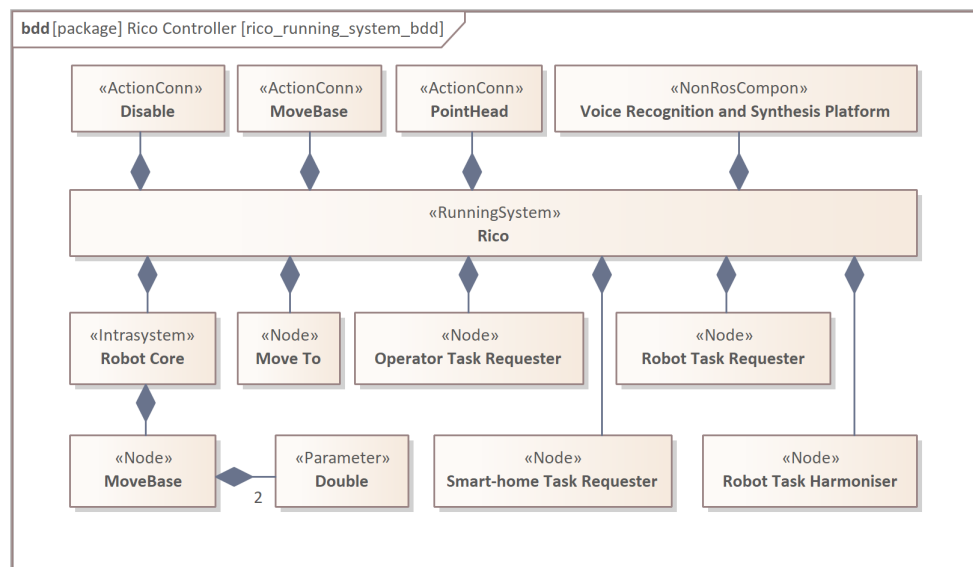 bdd [package] Rico Controller [rico_running_system_bdd]
«ActionConn»
Disable
«ActionConn»
MoveBase
«ActionConn»
PointHead
«NonRosCompon»
Voice Recognition and Synthesis Platform
«RunningSystem»
Rico
«Intrasystem»
Robot Core
«Node»
Move To
«Node»
Operator Task Requester
«Node»
Robot Task Requester
«Node»
MoveBase
2
«Parameter»
Double
«Node»
Smart-home Task Requester
«Node»
Robot Task Harmoniser